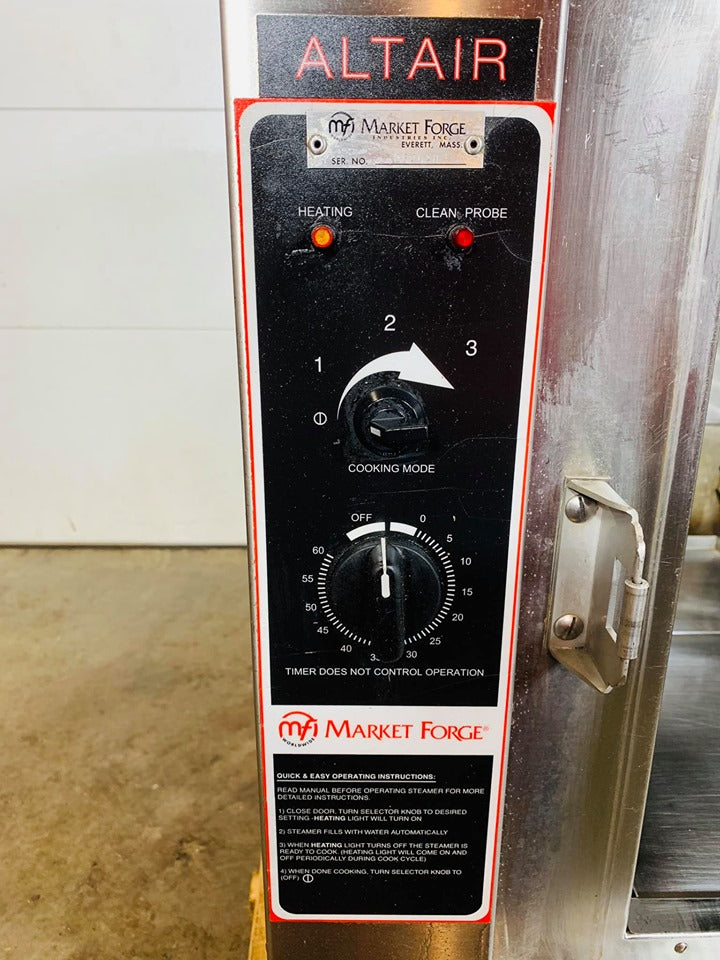 ALTAIR
mfi MARKET FORGE
INDUSTRIES INC.
EVERETT, MASS.
SER. NO.
HEATING CLEAN PROBE
1 2 3
COOKING MODE
OFF 0
5
10
15
20
25
30
40
45
50
55
60
TIMER DOES NOT CONTROL OPERATION
mfi MARKET FORGE®
WORLDWIDE
QUICK & EASY OPERATING INSTRUCTIONS:
READ MANUAL BEFORE OPERATING STEAMER FOR MORE
DETAILED INSTRUCTIONS.
1) CLOSE DOOR. TURN SELECTOR KNOB TO DESIRED
SETTING -HEATING LIGHT WILL TURN ON
2) STEAMER FILLS WITH WATER AUTOMATICALLY
3) WHEN HEATING LIGHT TURNS OFF THE STEAMER IS
READY TO COOK. (HEATING LIGHT WILL COME ON AND
OFF PERIODICALLY DURING COOK CYCLE)
4) WHEN DONE COOKING, TURN SELECTOR KNOB TO
(OFF)